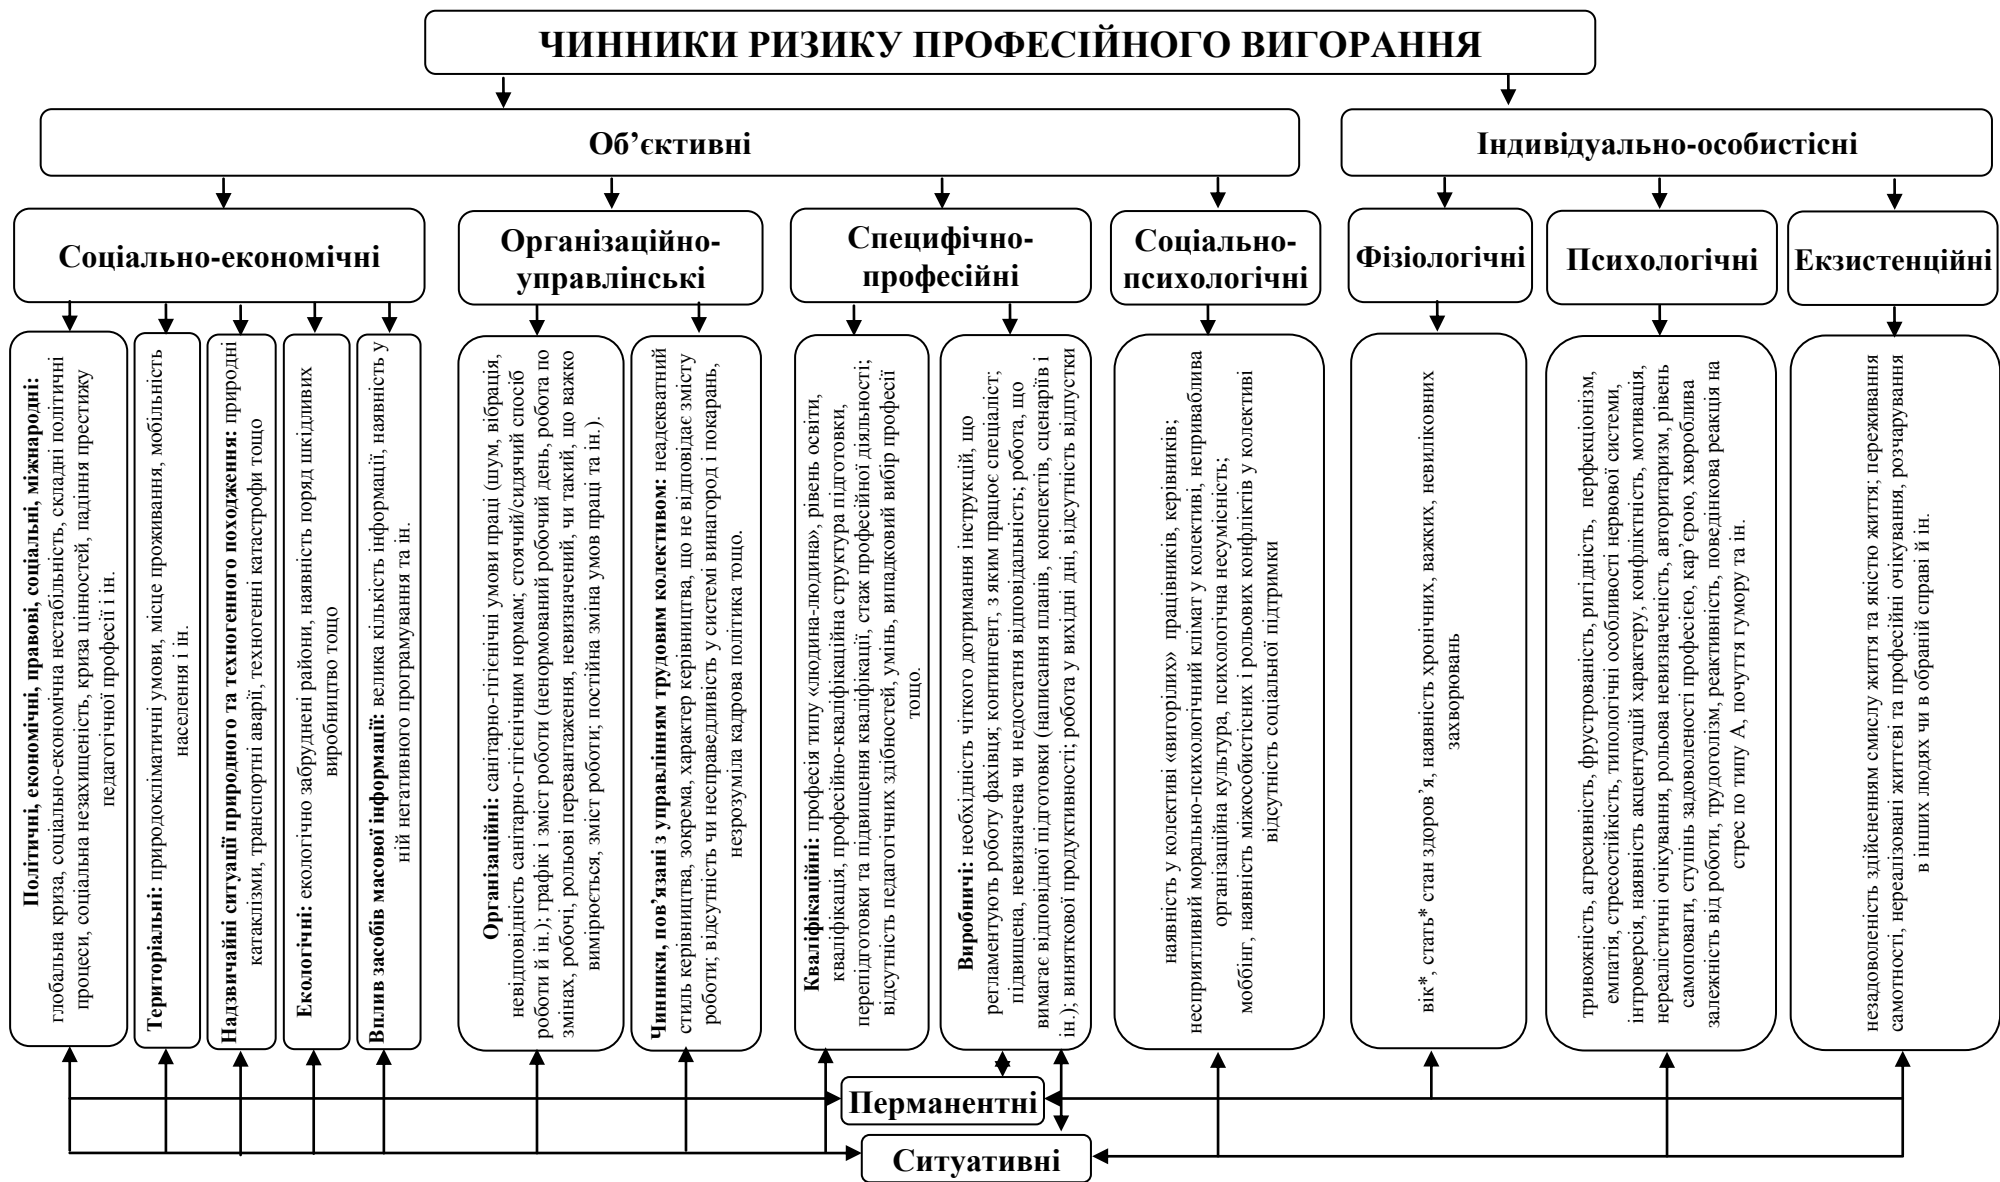 ЧИННИКИ РИЗИКУ ПРОФЕСІЙНОГО ВИГОРАННЯ
Об’єктивні
Індивідуально-особистісні
Соціально-економічні
Організаційно-
управлінські
Специфічно-
професійні
Соціально-
психологічні
Фізіологічні
Психологічні
Екзистенційні
Політичні, економічні, правові, соціальні, міжнародні:
глобальна криза, соціально-економічна нестабільність, складні політичні
процеси, соціальна незахищеність, криза цінностей, падіння престижу
педагогічної професії і ін.
Територіальні: природокліматичні умови, місце проживання, мобільність
населення і ін.
Надзвичайні ситуації природного та техногенного походження: природні
катаклізми, транспортні аварії, техногенні катастрофи тощо
Екологічні: екологічно забруднені райони, наявність поряд шкідливих
виробництво тощо
Вплив засобів масової інформації: велика кількість інформації, наявність у
ній негативного програмування та ін.
Організаційні: санітарно-гігієнічні умови праці (шум, вібрація,
невідповідність санітарно-гігієнічним нормам; стоячий/сидячий спосіб
роботи й ін.); графік і зміст роботи (ненормований робочий день, робота по
змінах, робочі, рольові перевантаження, невизначений, чи такий, що важко
вимірюється, зміст роботи; постійна зміна умов праці та ін.).
Чинники, пов’язані з управлінням трудовим колективом: неадекватний
стиль керівництва, зокрема, характер керівництва, що не відповідає змісту
роботи; відсутність чи несправедливість у системі винагород і покарань,
незрозуміла кадрова політика тощо.
Кваліфікаційні: професія типу «людина-людина», рівень освіти,
кваліфікація, професійно-кваліфікаційна структура підготовки,
перепідготовки та підвищення кваліфікації, стаж професійної діяльності;
відсутність педагогічних здібностей, умінь, випадковий вибір професії
тощо.
Виробничі: необхідність чіткого дотримання інструкцій, що
регламентують роботу фахівця; контингент, з яким працює спеціаліст;
підвищена, невизначена чи недостатня відповідальність; робота, що
вимагає відповідної підготовки (написання планів, конспектів, сценаріїв і
ін.); виняткової продуктивності; робота у вихідні дні, відсутність відпустки
наявність у колективі «вигорілих» працівників, керівників;
несприятливий морально-психологічний клімат у колективі, неприваблива
організаційна культура, психологічна несумісність;
моббінг, наявність міжособистісних і рольових конфліктів у колективі
відсутність соціальної підтримки
вік*, стать* стан здоров’я, наявність хронічних, важких, невиліковних
захворювань
тривожність, агресивність, фрустрованість, ригідність, перфекціонізм,
емпатія, стресостійкість, типологічні особливості нервової системи,
інтроверсія, наявність акцентуацій характеру, конфліктність, мотивація,
нереалістичні очікування, рольова невизначеність, авторитаризм, рівень
самоповаги, ступінь задоволеності професією, кар’єрою, хвороблива
залежність від роботи, трудоголізм, реактивність, поведінкова реакція на
стрес по типу А, почуття гумору та ін.
незадоволеність здійсненням смислу життя та якістю життя; переживання
самотності, нереалізовані життєві та професійні очікування, розчарування
в інших людях чи в обраній справі й ін.
Перманентні
Ситуативні